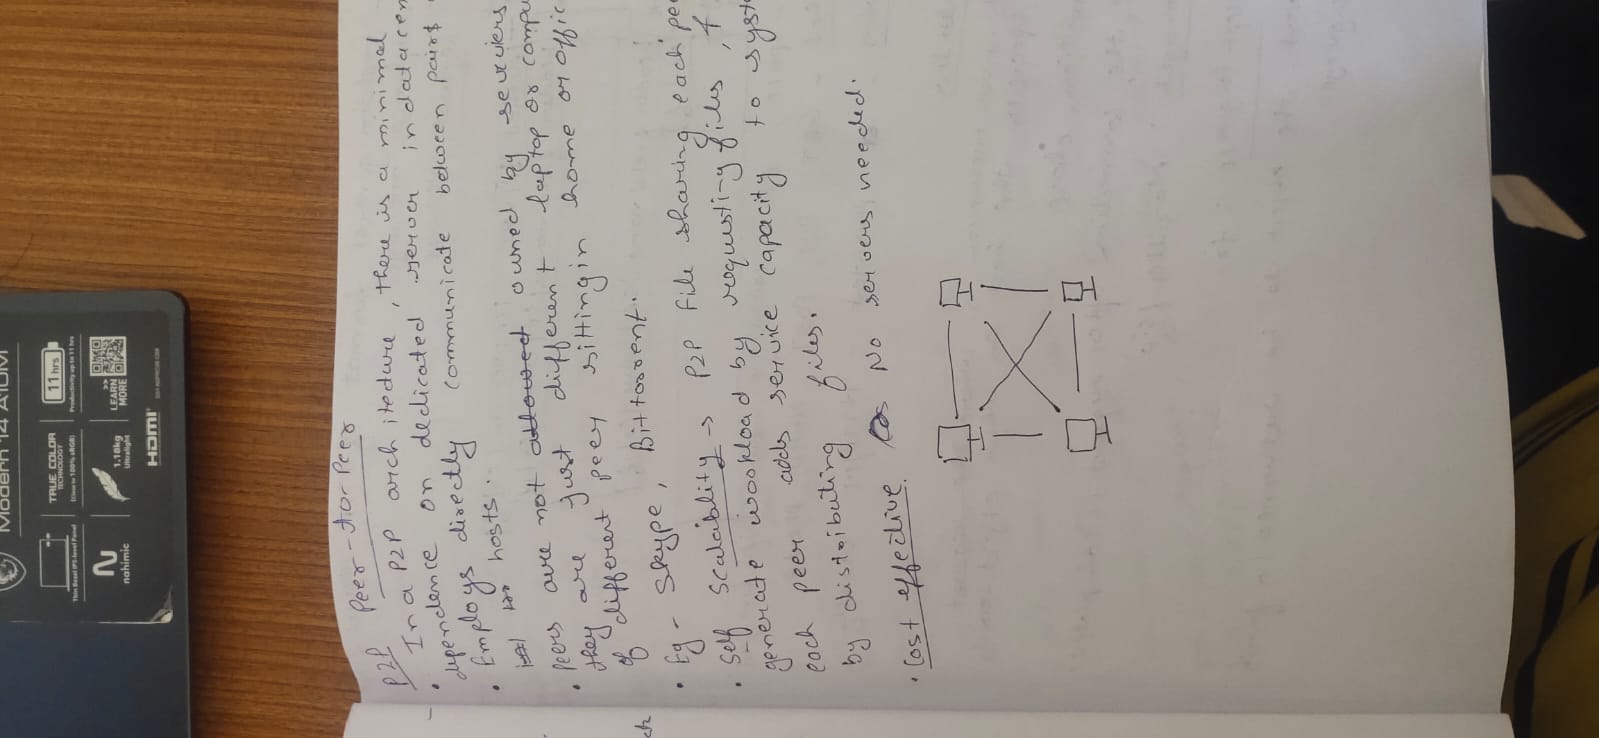 Modern 14 A10M
Thin Bezel IPS-level Panel
TRUE COLOR
TECHNOLOGY
(Close to 100% sRGB)
11 hrs
Productivity up to 11 hrs
nahimic
1.18kg
Ultralight
>>
LEARN
MORE
HDMI
P2P Peer-to-Peer
• In a P2P architecture, there is a minimal
dependence on dedicated server in datacen
• Employs directly communicate between pairs
hosts.
• Peers are not allowed owned by serviers
they are just different laptop or compu
of different peer sitting in home or offic
• Eg - Skype, Bittorrent.
• Self Scalablity → P2P File sharing each pe
generate workload by requesting files, &
each peer adds service capacity to syst
by distributing files.
• Cost effective. No servers needed.